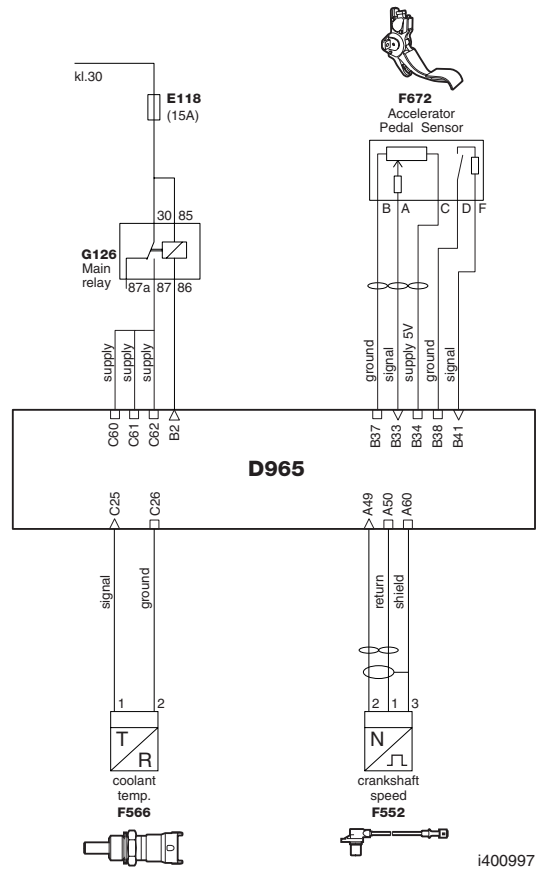 kl.30
E118
(15A)
F672
Accelerator
Pedal Sensor
B A C D F
30 85
G126
Main
relay
87a 87 86
supply
supply
supply
ground
signal
supply 5V
ground
signal
C60
C61
C62
B2
B37
B33
B34
B38
B41
D965
C25
C26
A49
A50
A60
signal
ground
return
shield
1 2
2 1 3
T
R
N
coolant
temp.
F566
crankshaft
speed
F552
i400997